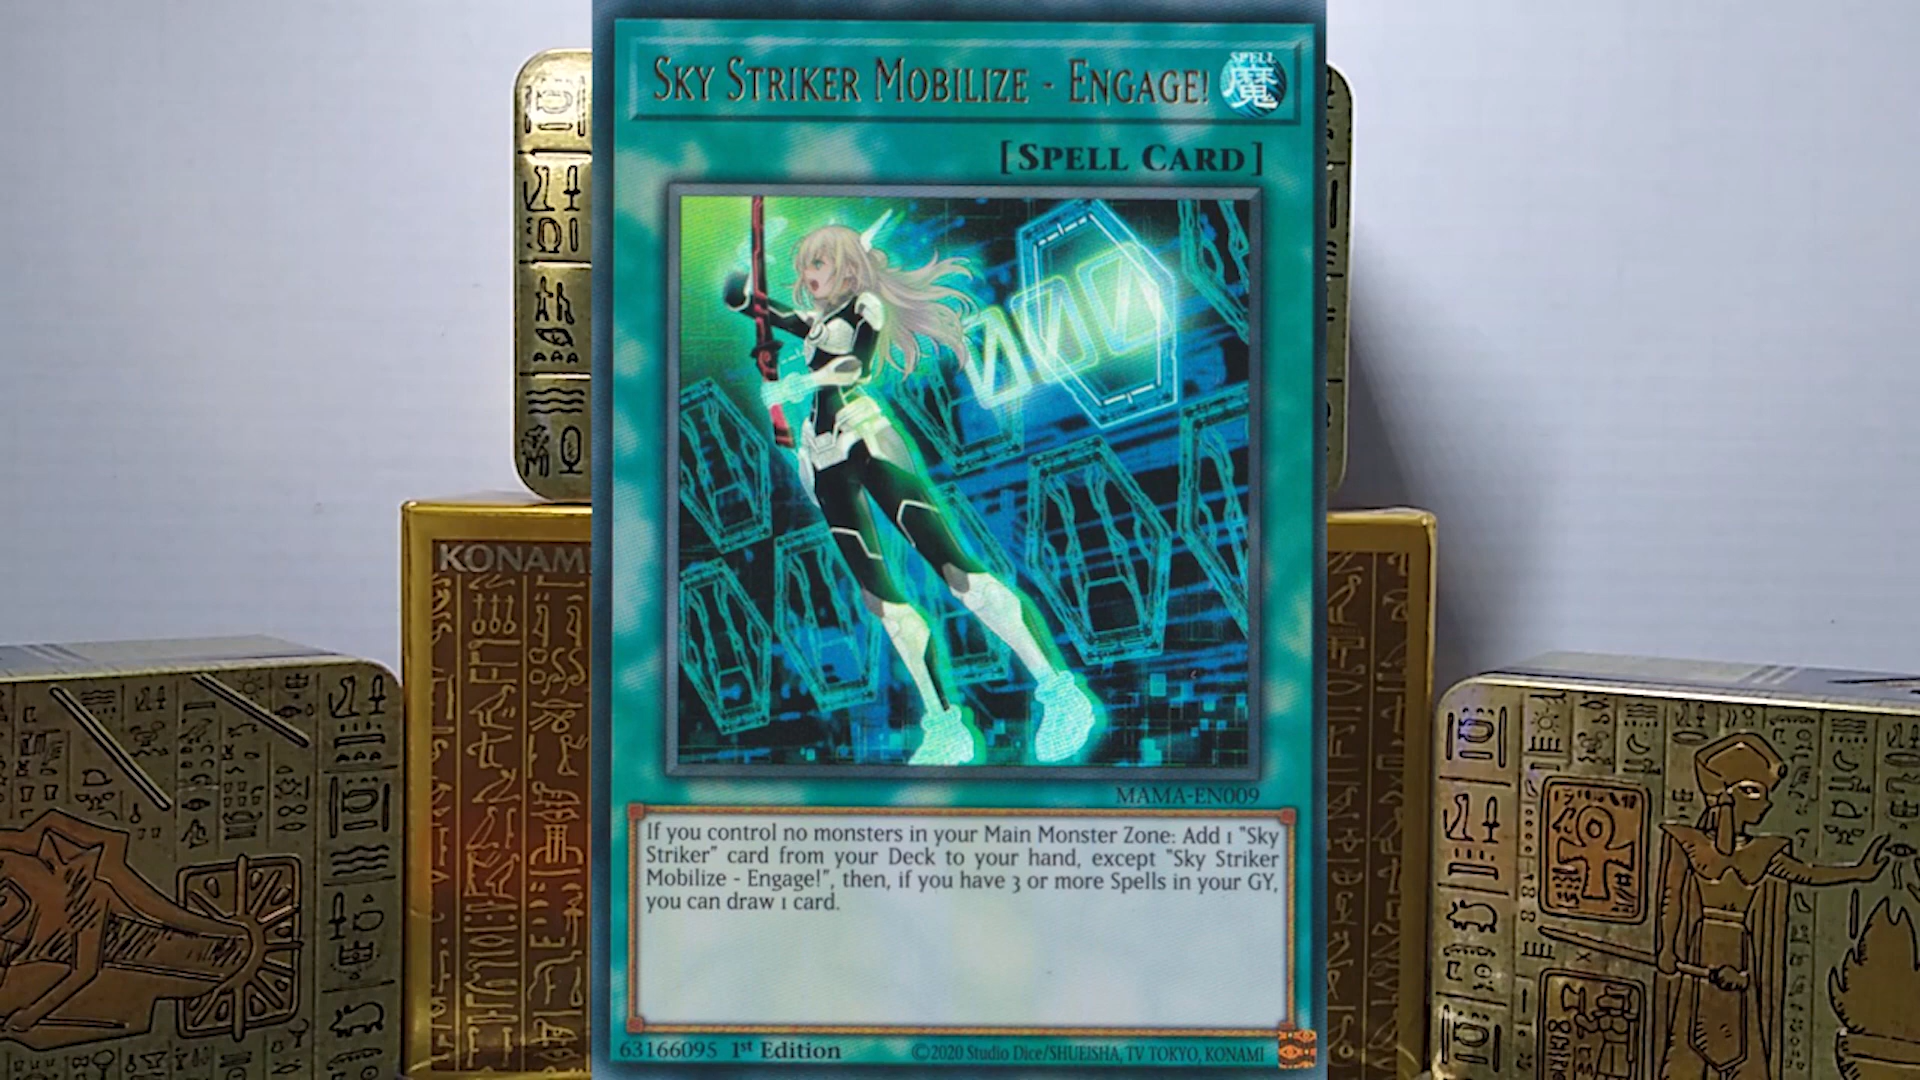 SKY STRIKER MOBILIZE - ENGAGE!
SPELL
魔
[SPELL CARD]
KONAMI
MAMA-EN009
If you control no monsters in your Main Monster Zone: Add 1 "Sky
Striker" card from your Deck to your hand, except "Sky Striker
Mobilize - Engage!", then, if you have 3 or more Spells in your GY,
you can draw 1 card.
63166095 1st Edition
©2020 Studio Dice/SHUEISHA, TV TOKYO, KONAMI